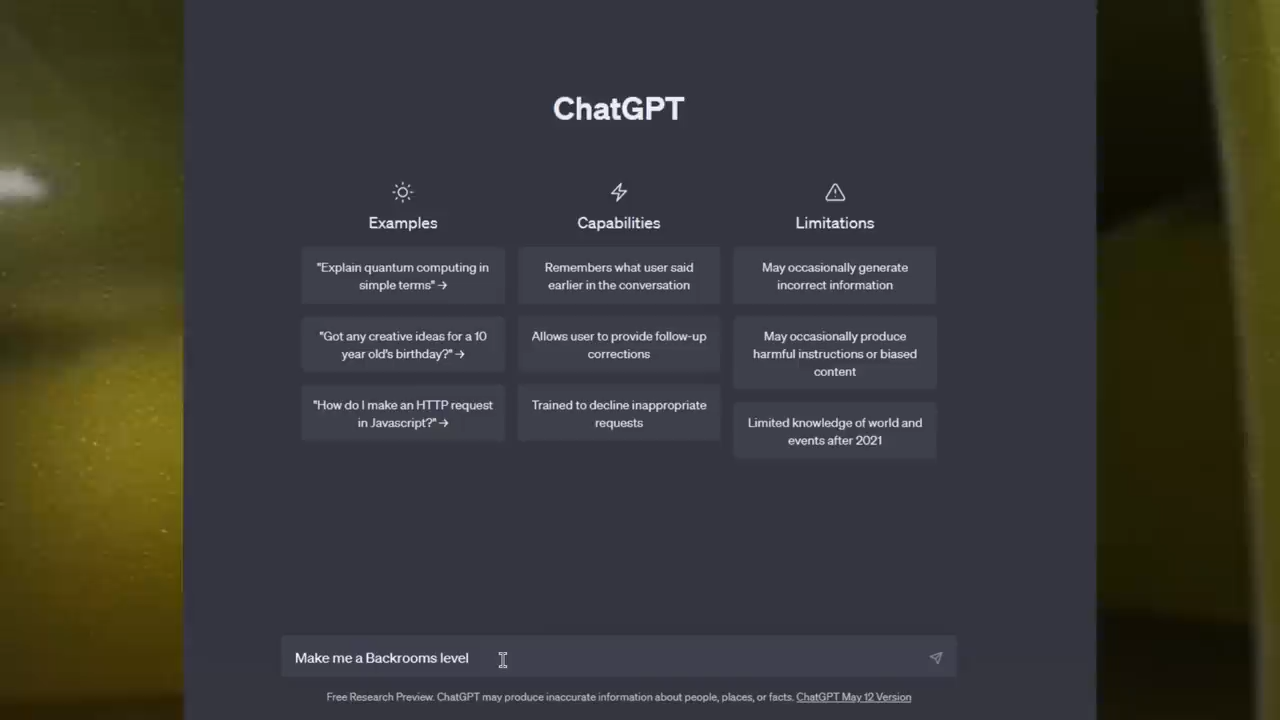 ChatGPT
Examples
"Explain quantum computing in
simple terms" →
"Got any creative ideas for a 10
year old's birthday?" →
"How do I make an HTTP request
in Javascript?" →
Capabilities
Remembers what user said
earlier in the conversation
Allows user to provide follow-up
corrections
Trained to decline inappropriate
requests
Limitations
May occasionally generate
incorrect information
May occasionally produce
harmful instructions or biased
content
Limited knowledge of world and
events after 2021
Make me a Backrooms level
Free Research Preview. ChatGPT may produce inaccurate information about people, places, or facts. ChatGPT May 12 Version